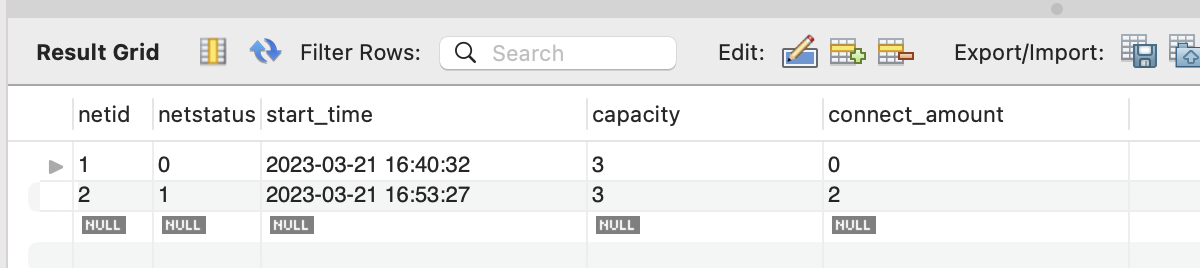 Result Grid Filter Rows: Search Edit: Export/Import:
netid netstatus start_time capacity connect_amount
1 0 2023-03-21 16:40:32 3 0
2 1 2023-03-21 16:53:27 3 2
NULL NULL NULL NULL NULL